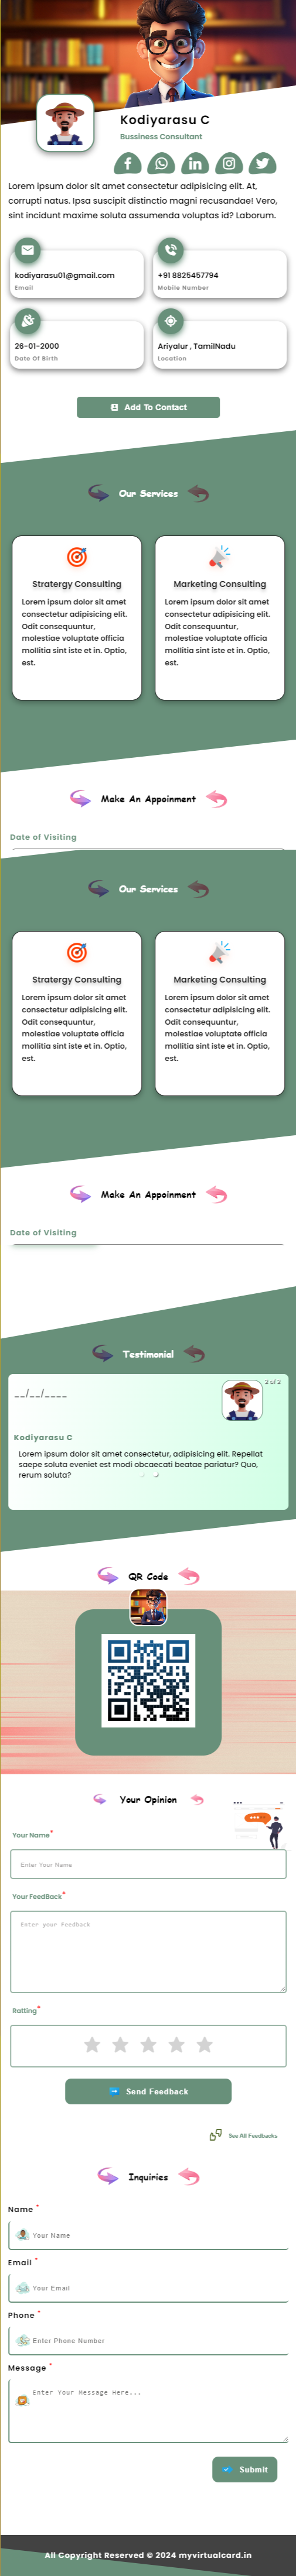 Kodiyarasu C
Bussiness Consultant
Lorem ipsum dolor sit amet consectetur adipisicing elit. At,
corrupti natus. Ipsa suscipit distinctio magni recusandae! Vero,
sint incidunt maxime soluta assumenda voluptas id? Laborum.
kodiyarasu01@gmail.com
Email
+91 8825457794
Mobile Number
26-01-2000
Date Of Birth
Ariyalur , TamilNadu
Location
Add To Contact
Our Services
Stratergy Consulting
Lorem ipsum dolor sit amet
consectetur adipisicing elit.
Odit consequuntur,
molestiae voluptate officia
mollitia sint iste et in. Optio,
est.
Marketing Consulting
Lorem ipsum dolor sit amet
consectetur adipisicing elit.
Odit consequuntur,
molestiae voluptate officia
mollitia sint iste et in. Optio,
est.
Make An Appoinment
Date of Visiting
Our Services
Stratergy Consulting
Lorem ipsum dolor sit amet
consectetur adipisicing elit.
Odit consequuntur,
molestiae voluptate officia
mollitia sint iste et in. Optio,
est.
Marketing Consulting
Lorem ipsum dolor sit amet
consectetur adipisicing elit.
Odit consequuntur,
molestiae voluptate officia
mollitia sint iste et in. Optio,
est.
Make An Appoinment
Date of Visiting
Testimonial
2 of 2
__/__/____
Kodiyarasu C
Lorem ipsum dolor sit amet consectetur, adipisicing elit. Repellat
saepe soluta eveniet est modi obcaecati beatae pariatur? Quo,
rerum soluta?
QR Code
Your Opinion
Your Name*
Enter Your Name
Your FeedBack*
Enter your Feedback
Ratting*
Send Feedback
See All Feedbacks
Inquiries
Name *
Your Name
Email *
Your Email
Phone *
Enter Phone Number
Message *
Enter Your Message Here...
Submit
All Copyright Reserved © 2024 myvirtualcard.in